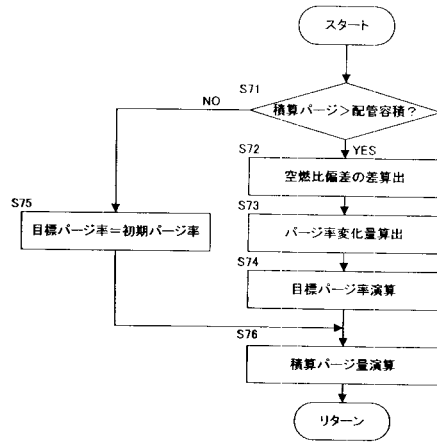 スタート
S71
積算パージ＞配管容積？
NO
YES
S72
空燃比偏差の差算出
S73
パージ率変化量算出
S74
目標パージ率演算
S75
目標パージ率＝初期パージ率
S76
積算パージ量演算
リターン